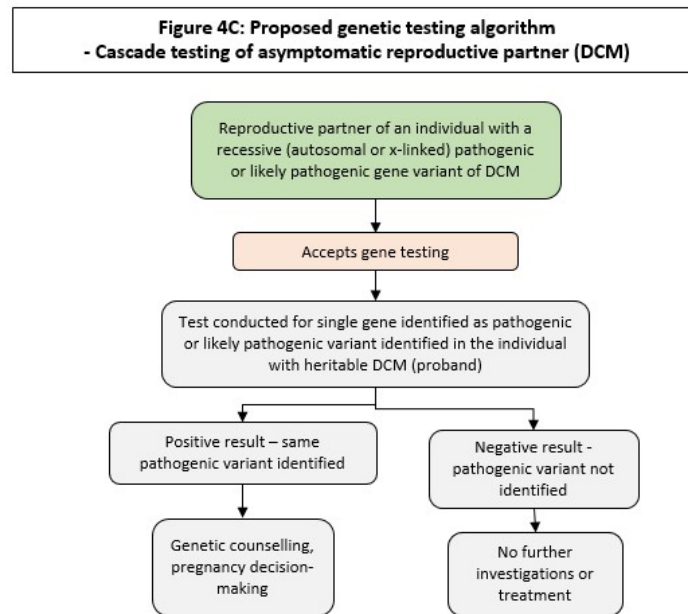 Figure 4C: Proposed genetic testing algorithm
- Cascade testing of asymptomatic reproductive partner (DCM)
Reproductive partner of an individual with a
recessive (autosomal or x-linked) pathogenic
or likely pathogenic gene variant of DCM
Accepts gene testing
Test conducted for single gene identified as pathogenic
or likely pathogenic variant identified in the individual
with heritable DCM (proband)
Positive result – same
pathogenic variant identified
Negative result -
pathogenic variant not
identified
Genetic counselling,
pregnancy decision-
making
No further
investigations or
treatment